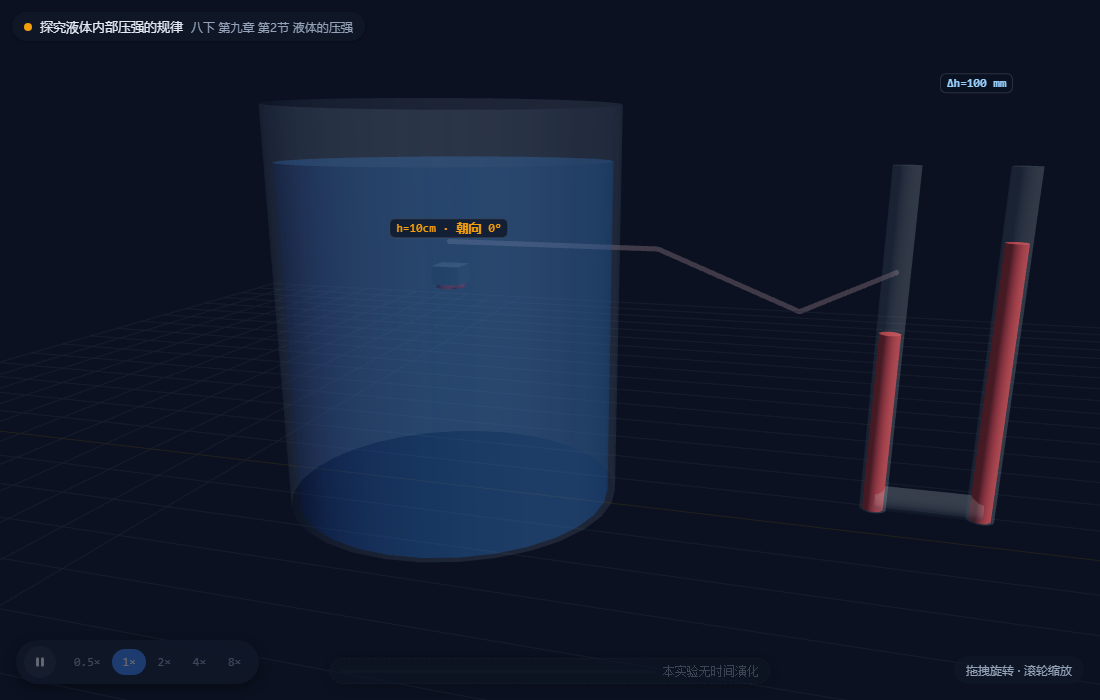 探究液体内部压强的规律 八下 第九章 第2节 液体的压强
Δh=100 mm
h=10cm · 朝向 0°
0.5× 1× 2× 4× 8×
本实验无时间演化
拖拽旋转 · 滚轮缩放